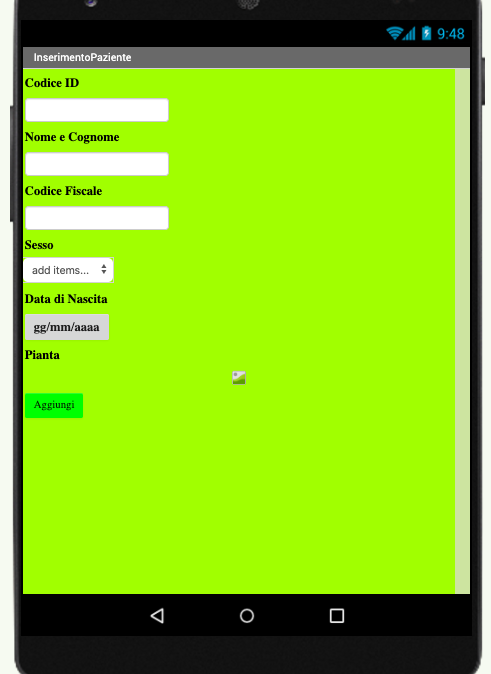 9:48
InserimentoPaziente
Codice ID
Nome e Cognome
Codice Fiscale
Sesso
add items...
Data di Nascita
gg/mm/aaaa
Pianta
Aggiungi